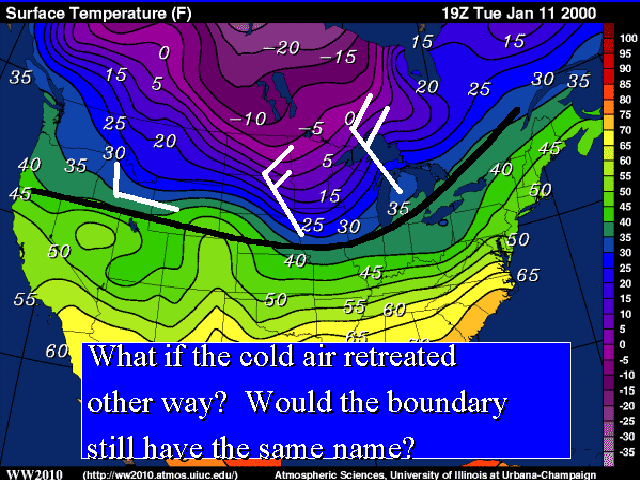 Surface Temperature (F) 19Z Tue Jan 11 2000
0 -20 -15 15 15
35 15 5 20 25 30 35
25 20 -10 -5 0
30 5
40 35 15 40
45 35 50
25 30
50 40 45 50
55 50 55 60 65
60
What if the cold air retreated
other way? Would the boundary
still have the same name?
100
95
90
85
80
75
70
65
60
55
50
45
40
35
30
25
20
15
10
5
0
-5
-10
-15
-20
-25
-30
-35
WW2010 (http://ww2010.atmos.uiuc.edu/) Atmospheric Sciences, University of Illinois at Urbana-Champaign